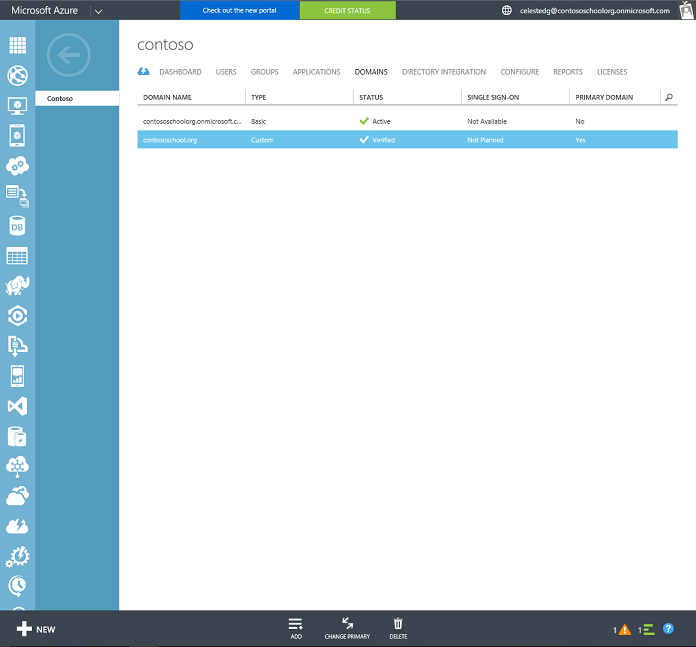 Microsoft Azure Check out the new portal CREDIT STATUS celestedg@contososchoolorg.onmicrosoft.com
contoso
DASHBOARD USERS GROUPS APPLICATIONS DOMAINS DIRECTORY INTEGRATION CONFIGURE REPORTS LICENSES
Contoso
DOMAIN NAME TYPE STATUS SINGLE SIGN-ON PRIMARY DOMAIN
contososchoolorg.onmicrosoft.c... Basic Active Not Available No
contososchool.org Custom Verified Not Planned Yes
DB
NEW ADD CHANGE PRIMARY DELETE 1 1 ?